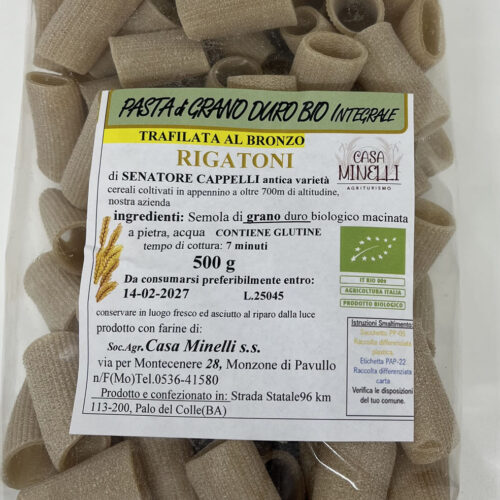 PASTA di GRANO DURO BIO INTEGRALE
TRAFILATA AL BRONZO
RIGATONI
di SENATORE CAPPELLI antica varietà
cereali coltivati in appennino a oltre 700m di altitudine,
nostra azienda
CASA
MINELLI
AGRITURISMO
ingredienti: Semola di grano duro biologico macinata
a pietra, acqua CONTIENE GLUTINE
tempo di cottura: 7 minuti
500 g
Da consumarsi preferibilmente entro:
14-02-2027 L.25045
IT BIO 009
AGRICOLTURA ITALIA
PRODOTTO BIOLOGICO
conservare in luogo fresco ed asciutto al riparo dalla luce
prodotto con farine di:
Soc.Agr.Casa Minelli s.s.
via per Montecenere 28, Monzone di Pavullo
n/F(Mo)Tel.0536-41580
Prodotto e confezionato in: Strada Statale96 km
113-200, Palo del Colle(BA)
Istruzioni Smaltimento:
Sacchetto PP-05
Raccolta differenziata
plastica.
Etichetta PAP-22
Raccolta differenziata
carta
Verifica le disposizioni
del tuo comune.